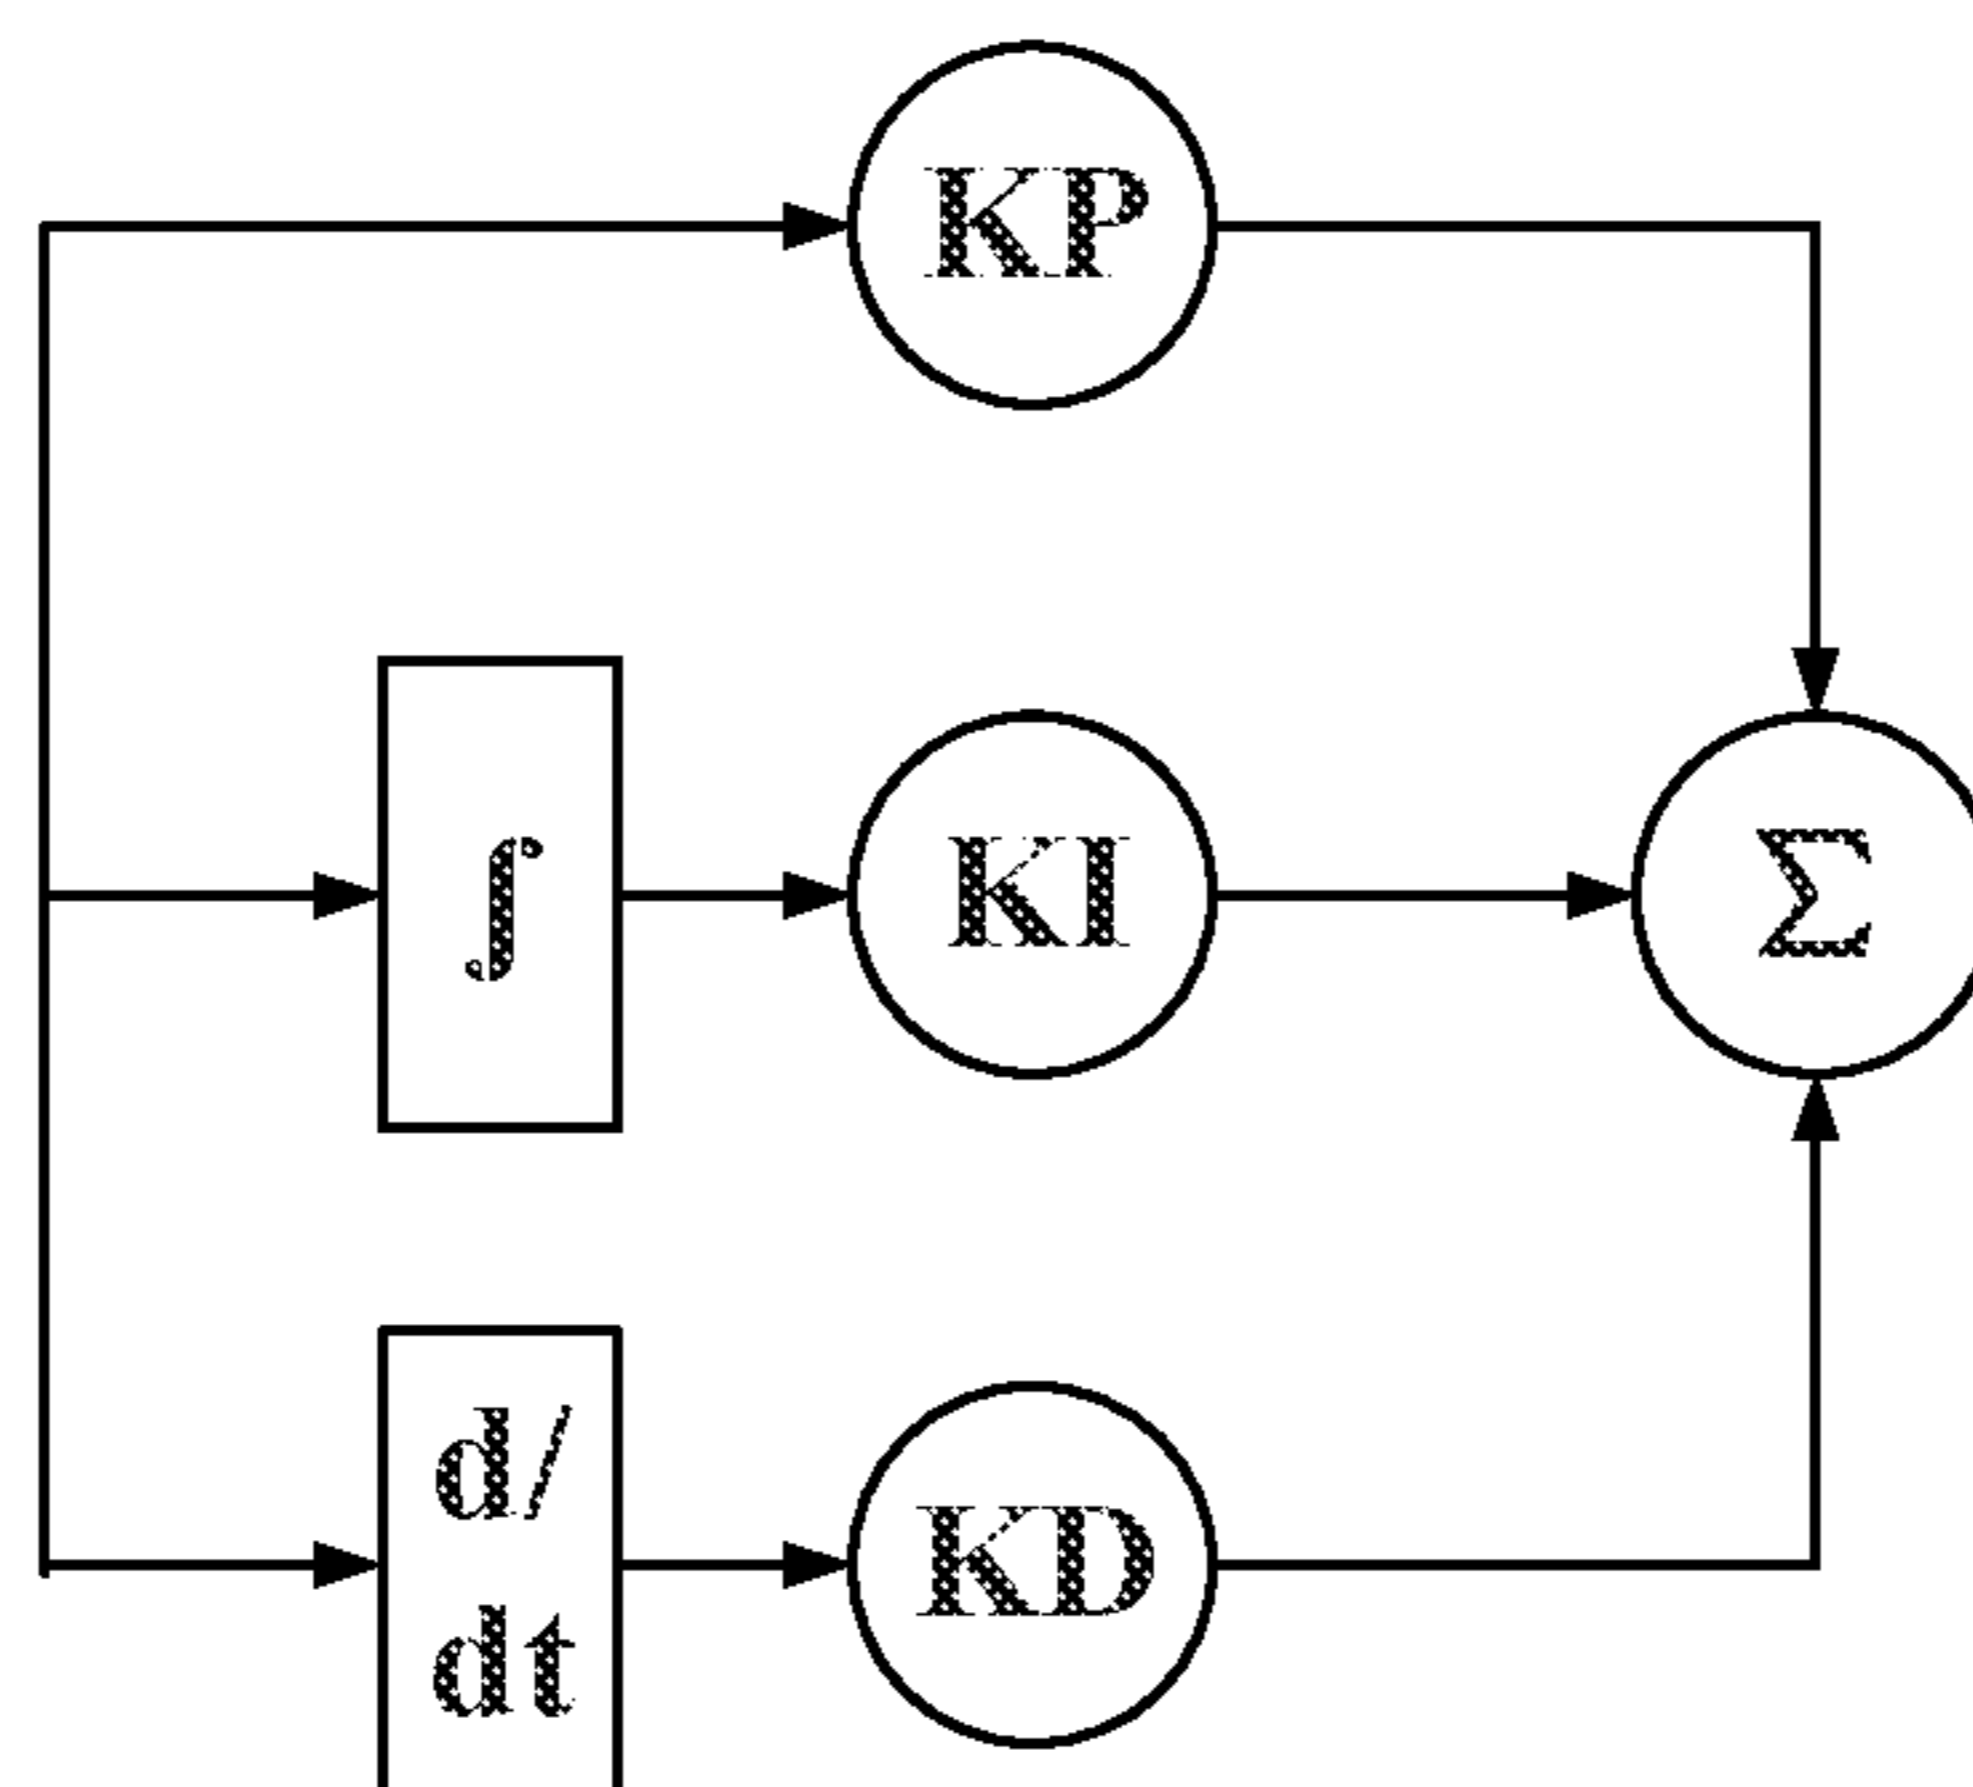 KP
∫
KI
Σ
d/
dt
KD